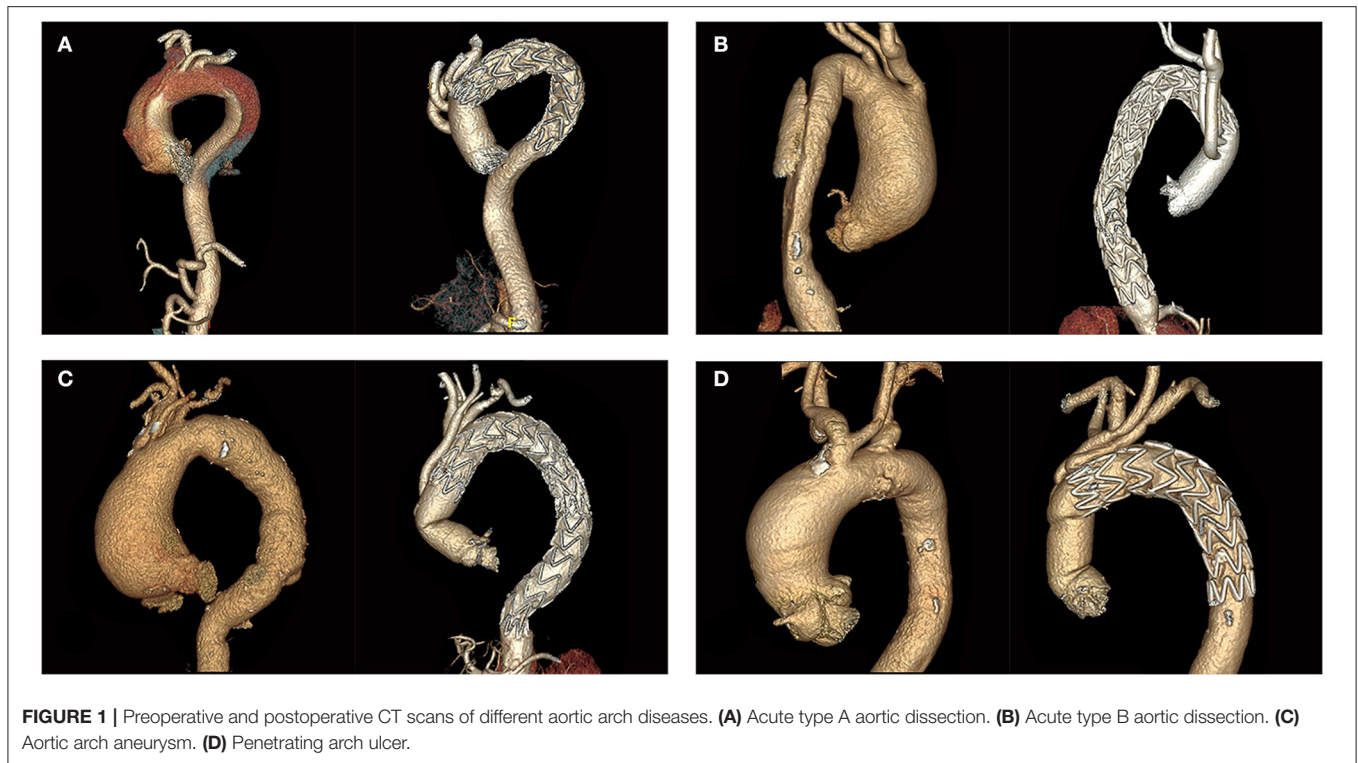 A
B
C
D
FIGURE 1 | Preoperative and postoperative CT scans of different aortic arch diseases. (A) Acute type A aortic dissection. (B) Acute type B aortic dissection. (C)
Aortic arch aneurysm. (D) Penetrating arch ulcer.